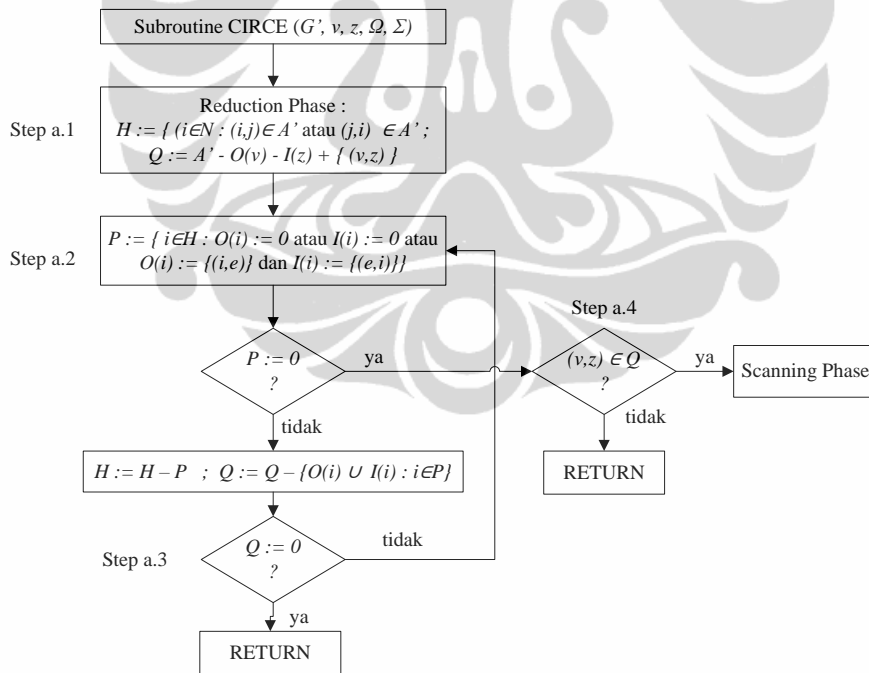 Subroutine CIRCE (G', v, z, Ω, Σ)
Step a.1
Reduction Phase :
H := { (i∈N : (i,j)∈ A' atau (j,i) ∈ A' ;
Q := A' - O(v) - I(z) + { (v,z) }
Step a.2
P := { i∈H : O(i) := 0 atau I(i) := 0 atau
O(i) := {(i,e)} dan I(i) := {(e,i)}}
Step a.4
P := 0
?
ya
tidak
(v,z) ∈ Q
?
ya
tidak
Scanning Phase
RETURN
H := H – P ; Q := Q – {O(i) ∪ I(i) : i∈P}
Step a.3
Q := 0
?
tidak
ya
RETURN